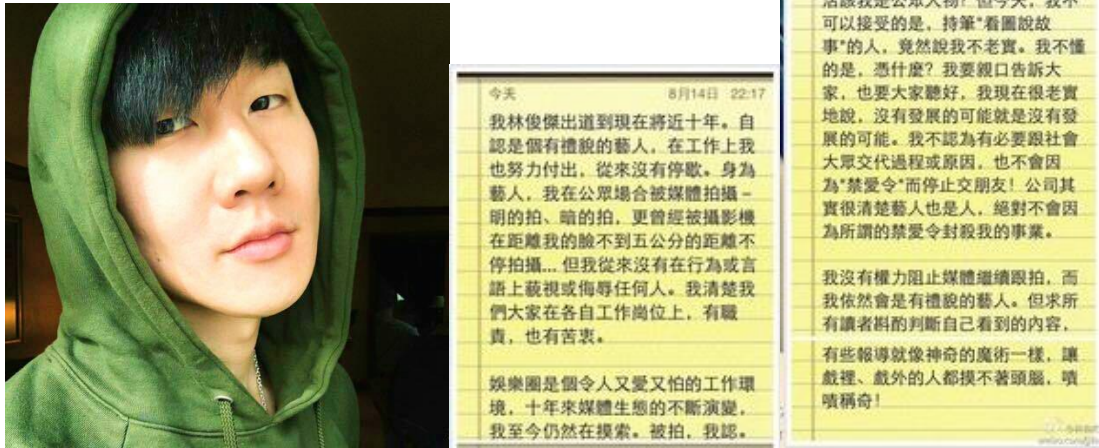 今天 8月14日 22:17
我林俊傑出道到現在將近十年。自
認是個有禮貌的藝人，在工作上我
也努力付出，從來沒有停歇。身為
藝人，我在公眾場合被媒體拍攝－
明的拍、暗的拍，更曾經被攝影機
在距離我的臉不到五公分的距離不
停拍攝... 但我從來沒有在行為或言
語上藐視或侮辱任何人。我清楚我
們大家在各自工作崗位上，有職
責，也有苦衷。
娛樂圈是個令人又愛又怕的工作環
境，十年來媒體生態的不斷演變，
我至今仍然在摸索。被拍，我認。
活該我是公眾人物？但今天，我不
可以接受的是，持筆"看圖說故
事"的人，竟然說我不老實。我不懂
的是，憑什麼？我要親口告訴大
家，也要大家聽好，我現在很老實
地說，沒有發展的可能就是沒有發
展的可能。我不認為有必要跟社會
大眾交代過程或原因，也不會因
為"禁愛令"而停止交朋友！公司其
實很清楚藝人也是人，絕對不會因
為所謂的禁愛令封殺我的事業。
我沒有權力阻止媒體繼續跟拍，而
我依然會是有禮貌的藝人。但求所
有讀者斟酌判斷自己看到的內容，
有些報導就像神奇的魔術一樣，讓
戲裡、戲外的人都摸不著頭腦，嘖
嘖稱奇！